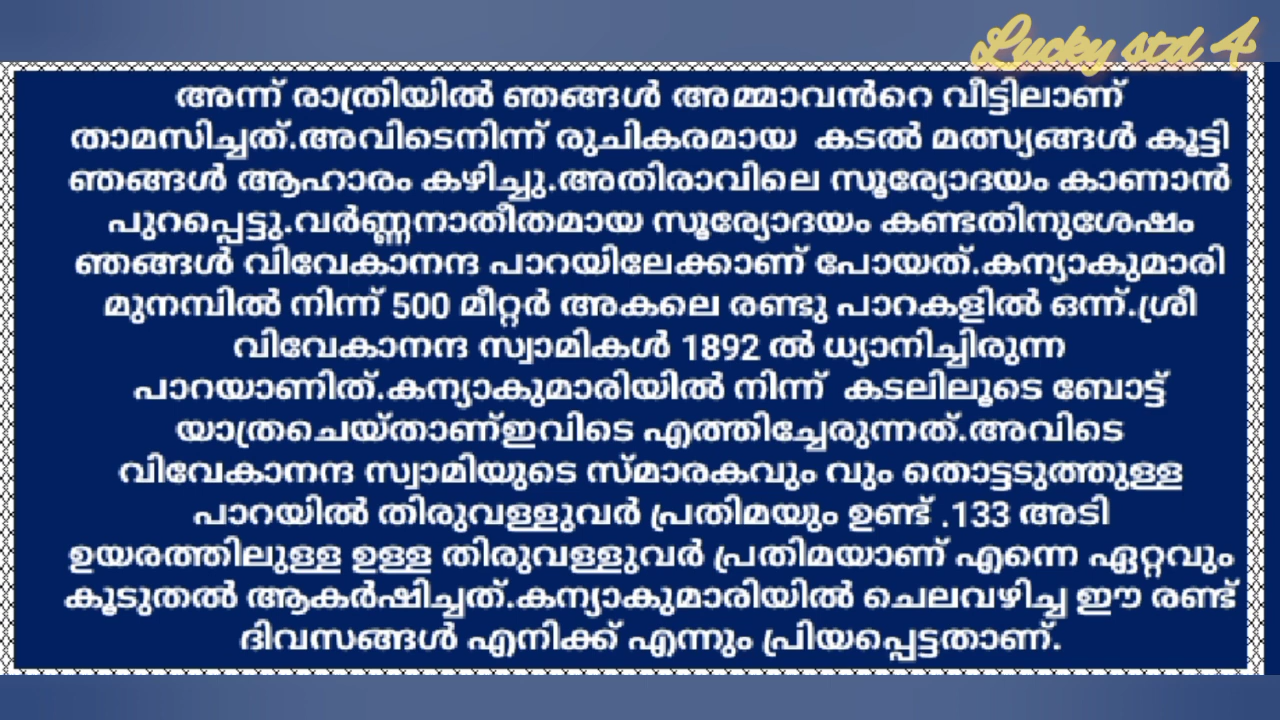 Lucky std 4
അന്ന് രാത്രിയിൽ ഞങ്ങൾ അമ്മാവൻറെ വീട്ടിലാണ്
താമസിച്ചത്.അവിടെനിന്ന് രുചികരമായ കടൽ മത്സ്യങ്ങൾ കൂട്ടി
ഞങ്ങൾ ആഹാരം കഴിച്ചു.അതിരാവിലെ സൂര്യോദയം കാണാൻ
പുറപ്പെട്ടു.വർണ്ണനാതീതമായ സൂര്യോദയം കണ്ടതിനുശേഷം
ഞങ്ങൾ വിവേകാനന്ദ പാറയിലേക്കാണ് പോയത്.കന്യാകുമാരി
മുനമ്പിൽ നിന്ന് 500 മീറ്റർ അകലെ രണ്ടു പാറകളിൽ ഒന്ന്.ശ്രീ
വിവേകാനന്ദ സ്വാമികൾ 1892 ൽ ധ്യാനിച്ചിരുന്ന
പാറയാണിത്.കന്യാകുമാരിയിൽ നിന്ന് കടലിലൂടെ ബോട്ട്
യാത്രചെയ്താണ്ഇവിടെ എത്തിച്ചേരുന്നത്.അവിടെ
വിവേകാനന്ദ സ്വാമിയുടെ സ്മാരകവും വും തൊട്ടടുത്തുള്ള
പാറയിൽ തിരുവള്ളുവർ പ്രതിമയും ഉണ്ട് .133 അടി
ഉയരത്തിലുള്ള ഉള്ള തിരുവള്ളുവർ പ്രതിമയാണ് എന്നെ ഏറ്റവും
കൂടുതൽ ആകർഷിച്ചത്.കന്യാകുമാരിയിൽ ചെലവഴിച്ച ഈ രണ്ട്
ദിവസങ്ങൾ എനിക്ക് എന്നും പ്രിയപ്പെട്ടതാണ്.